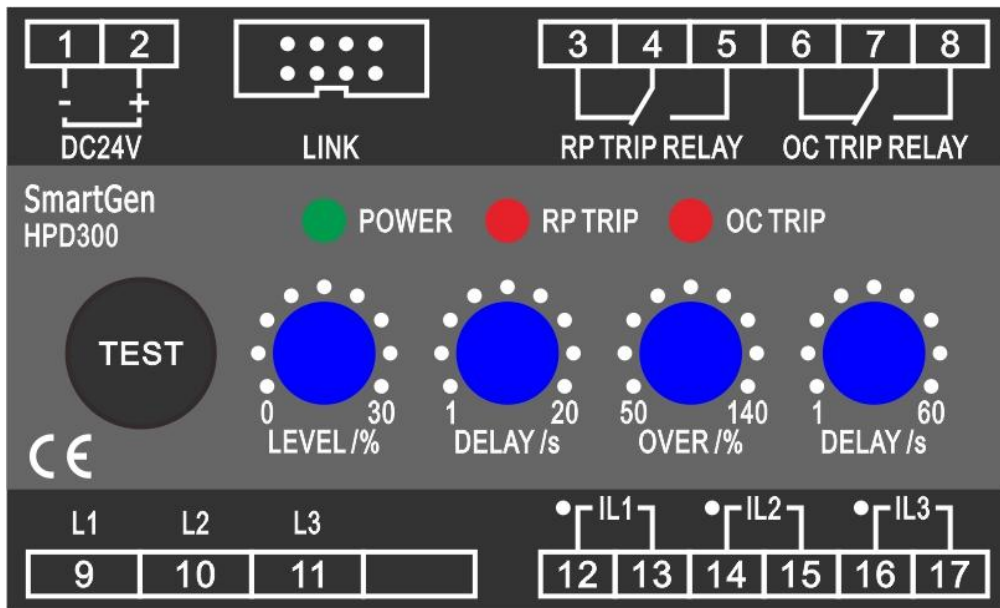 1 2 3 4 5 6 7 8
- +
DC24V LINK RP TRIP RELAY OC TRIP RELAY
SmartGen
HPD300
POWER RP TRIP OC TRIP
TEST
0 30 1 20 50 140 1 60
LEVEL /% DELAY /s OVER /% DELAY /s
CE
L1 L2 L3 IL1 IL2 IL3
9 10 11 12 13 14 15 16 17